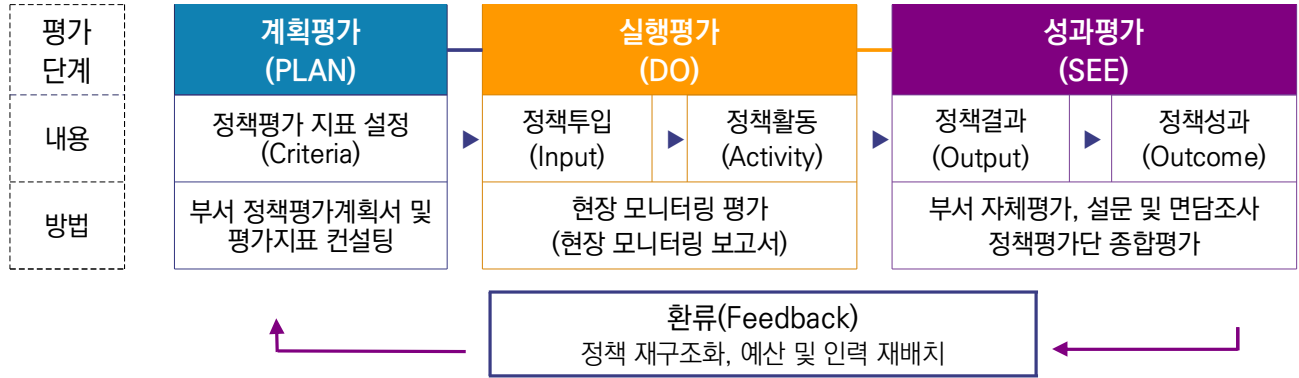 평가
단계
계획평가
(PLAN)
실행평가
(DO)
성과평가
(SEE)
내용
정책평가 지표 설정
(Criteria)
정책투입
(Input)
정책활동
(Activity)
정책결과
(Output)
정책성과
(Outcome)
방법
부서 정책평가계획서 및
평가지표 컨설팅
현장 모니터링 평가
(현장 모니터링 보고서)
부서 자체평가, 설문 및 면담조사
정책평가단 종합평가
환류(Feedback)
정책 재구조화, 예산 및 인력 재배치